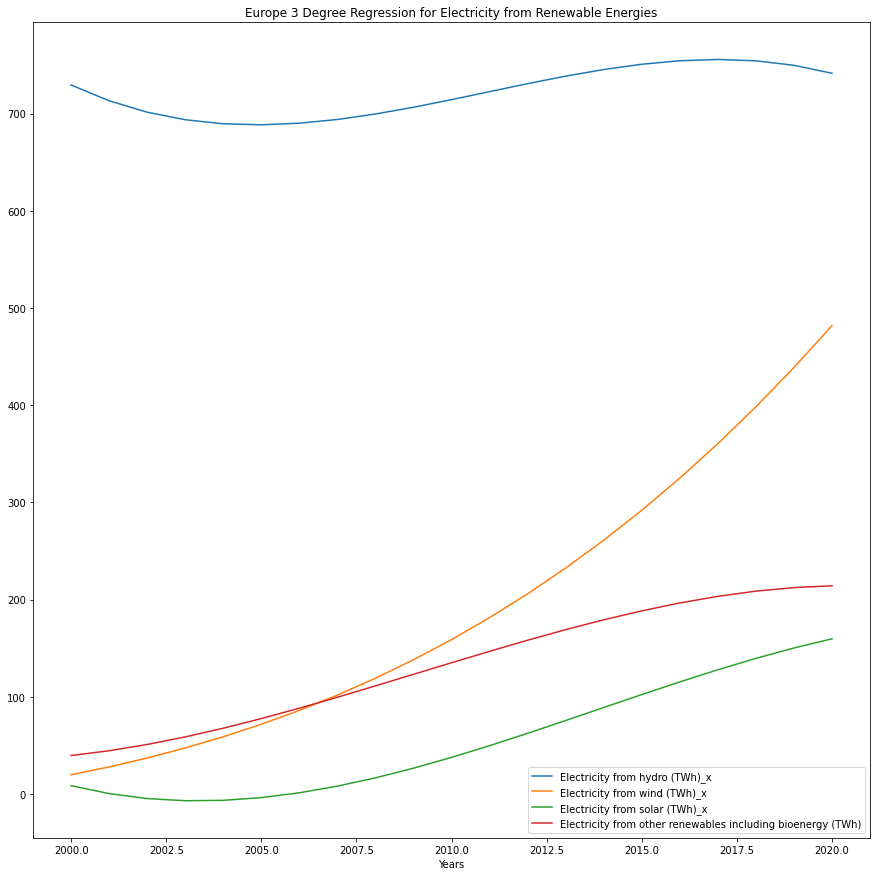 Europe 3 Degree Regression for Electricity from Renewable Energies
700
600
500
400
300
200
100
0
Electricity from hydro (TWh)_x
Electricity from wind (TWh)_x
Electricity from solar (TWh)_x
Electricity from other renewables including bioenergy (TWh)
2000.0 2002.5 2005.0 2007.5 2010.0 2012.5 2015.0 2017.5 2020.0
Years